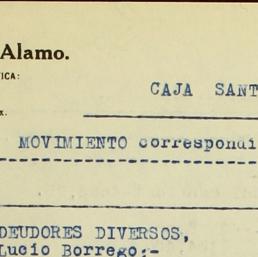 Alamo.
ICA:
CAJA SANT
x.
MOVIMIENTO correspondi
DEUDORES DIVERSOS,
Lucio Borrego:-